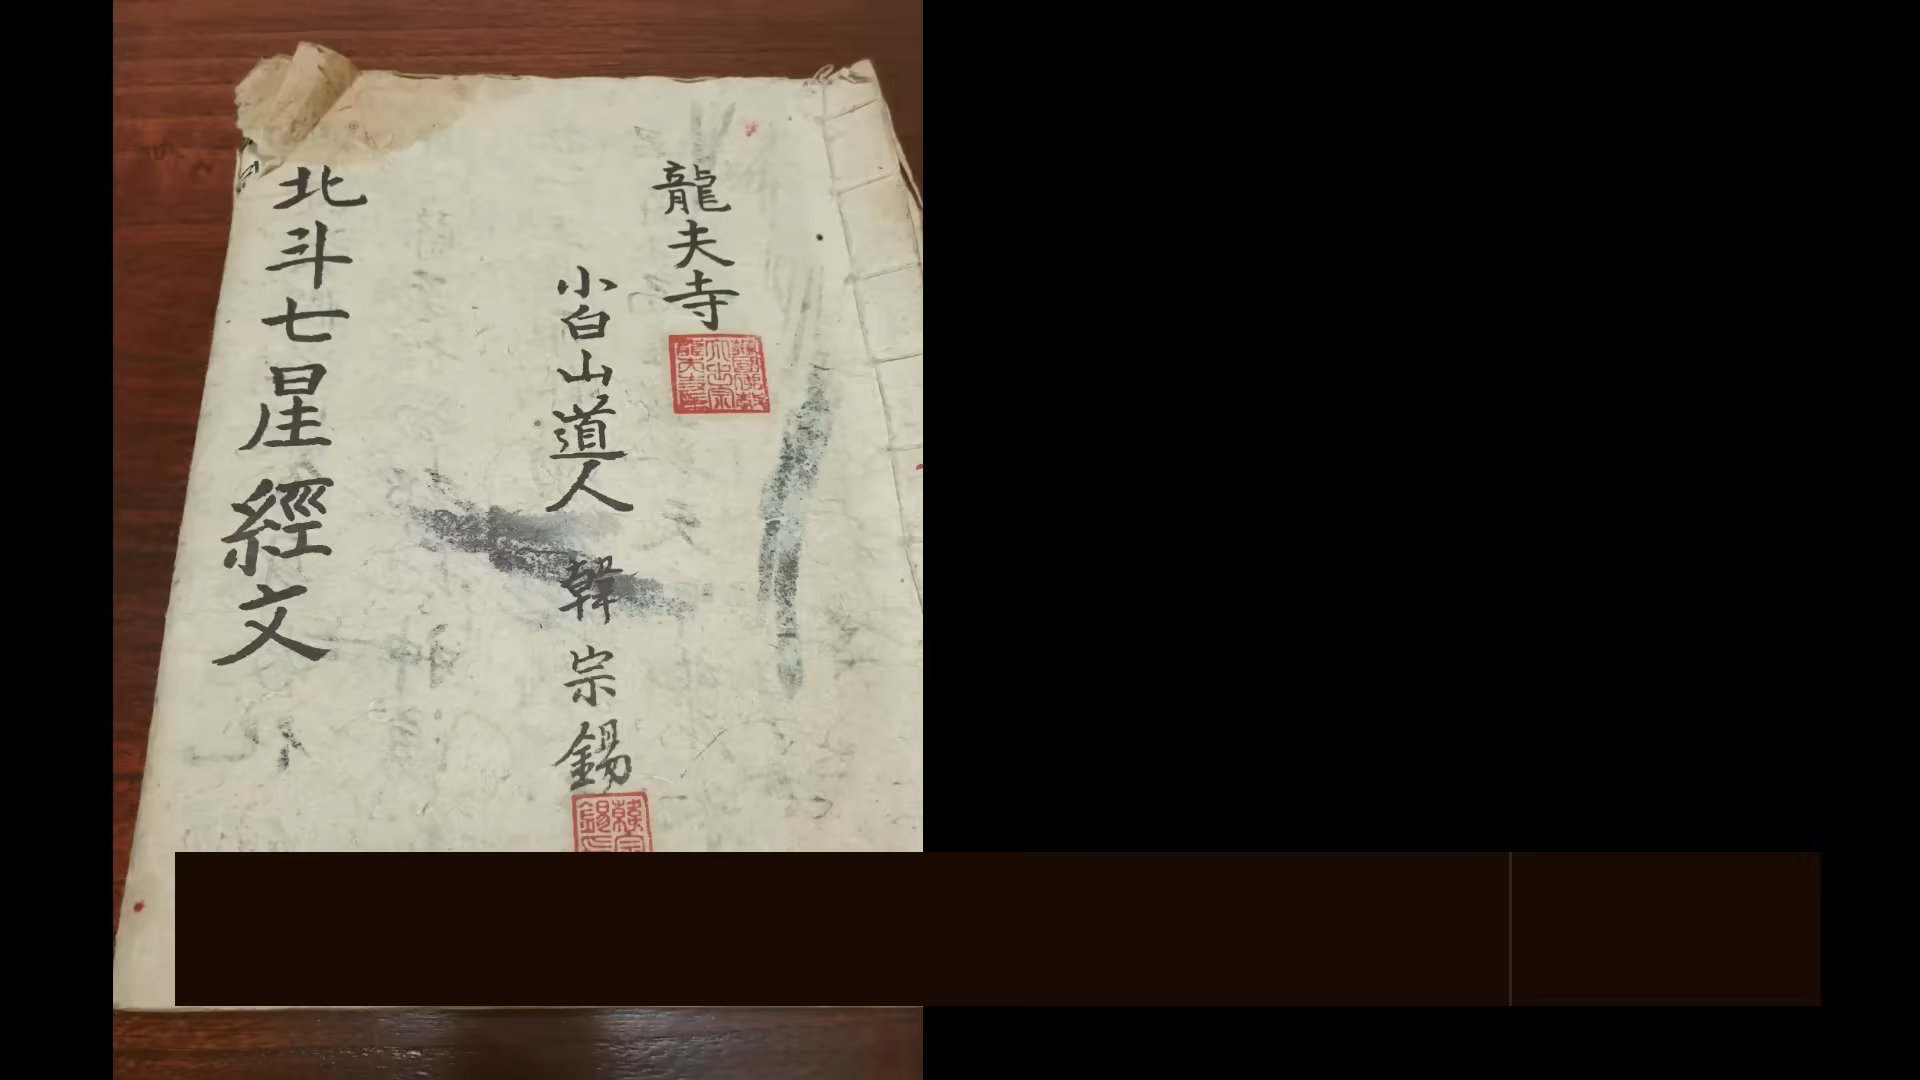 龍夫寺
小白山道人 韓宗錫
北斗七星經文